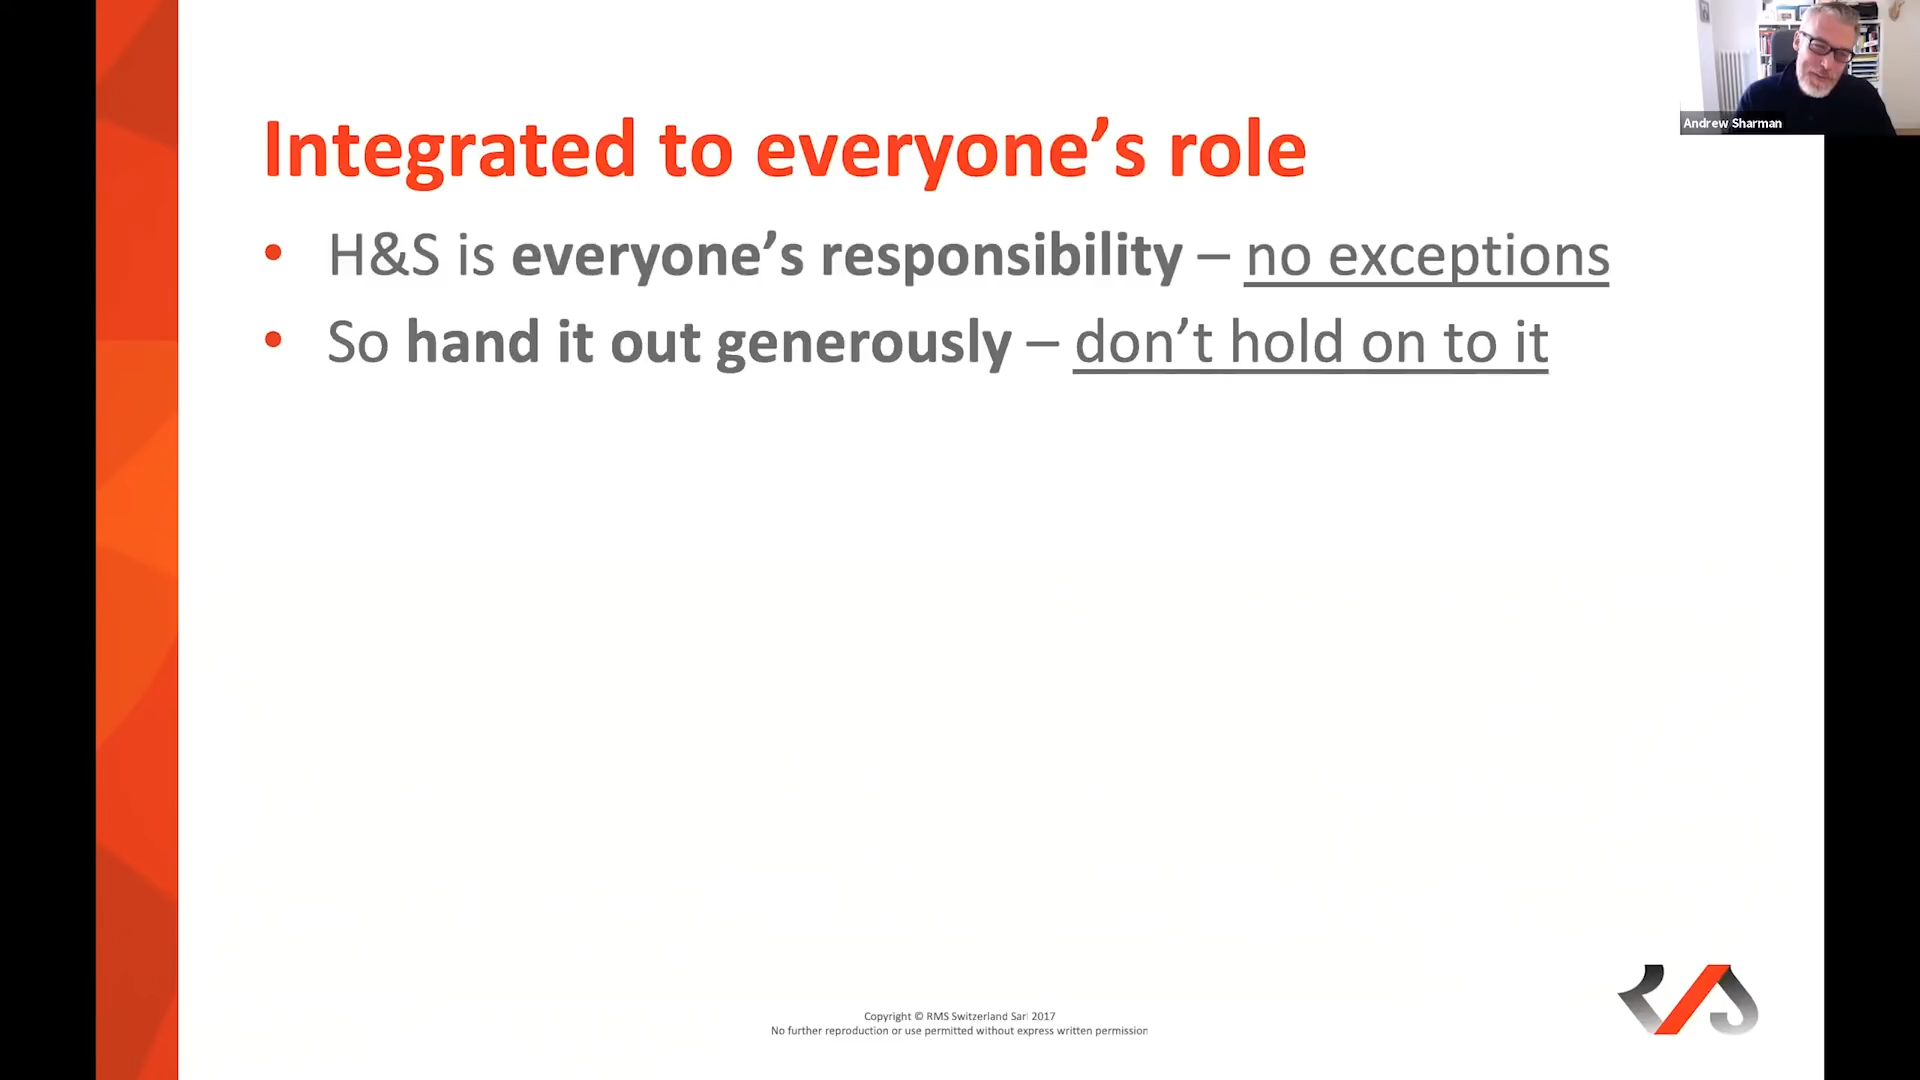 Andrew Sharman
Integrated to everyone’s role
• H&S is everyone’s responsibility – no exceptions
• So hand it out generously – don’t hold on to it
Copyright © RMS Switzerland Sarl 2017
No further reproduction or use permitted without express written permission